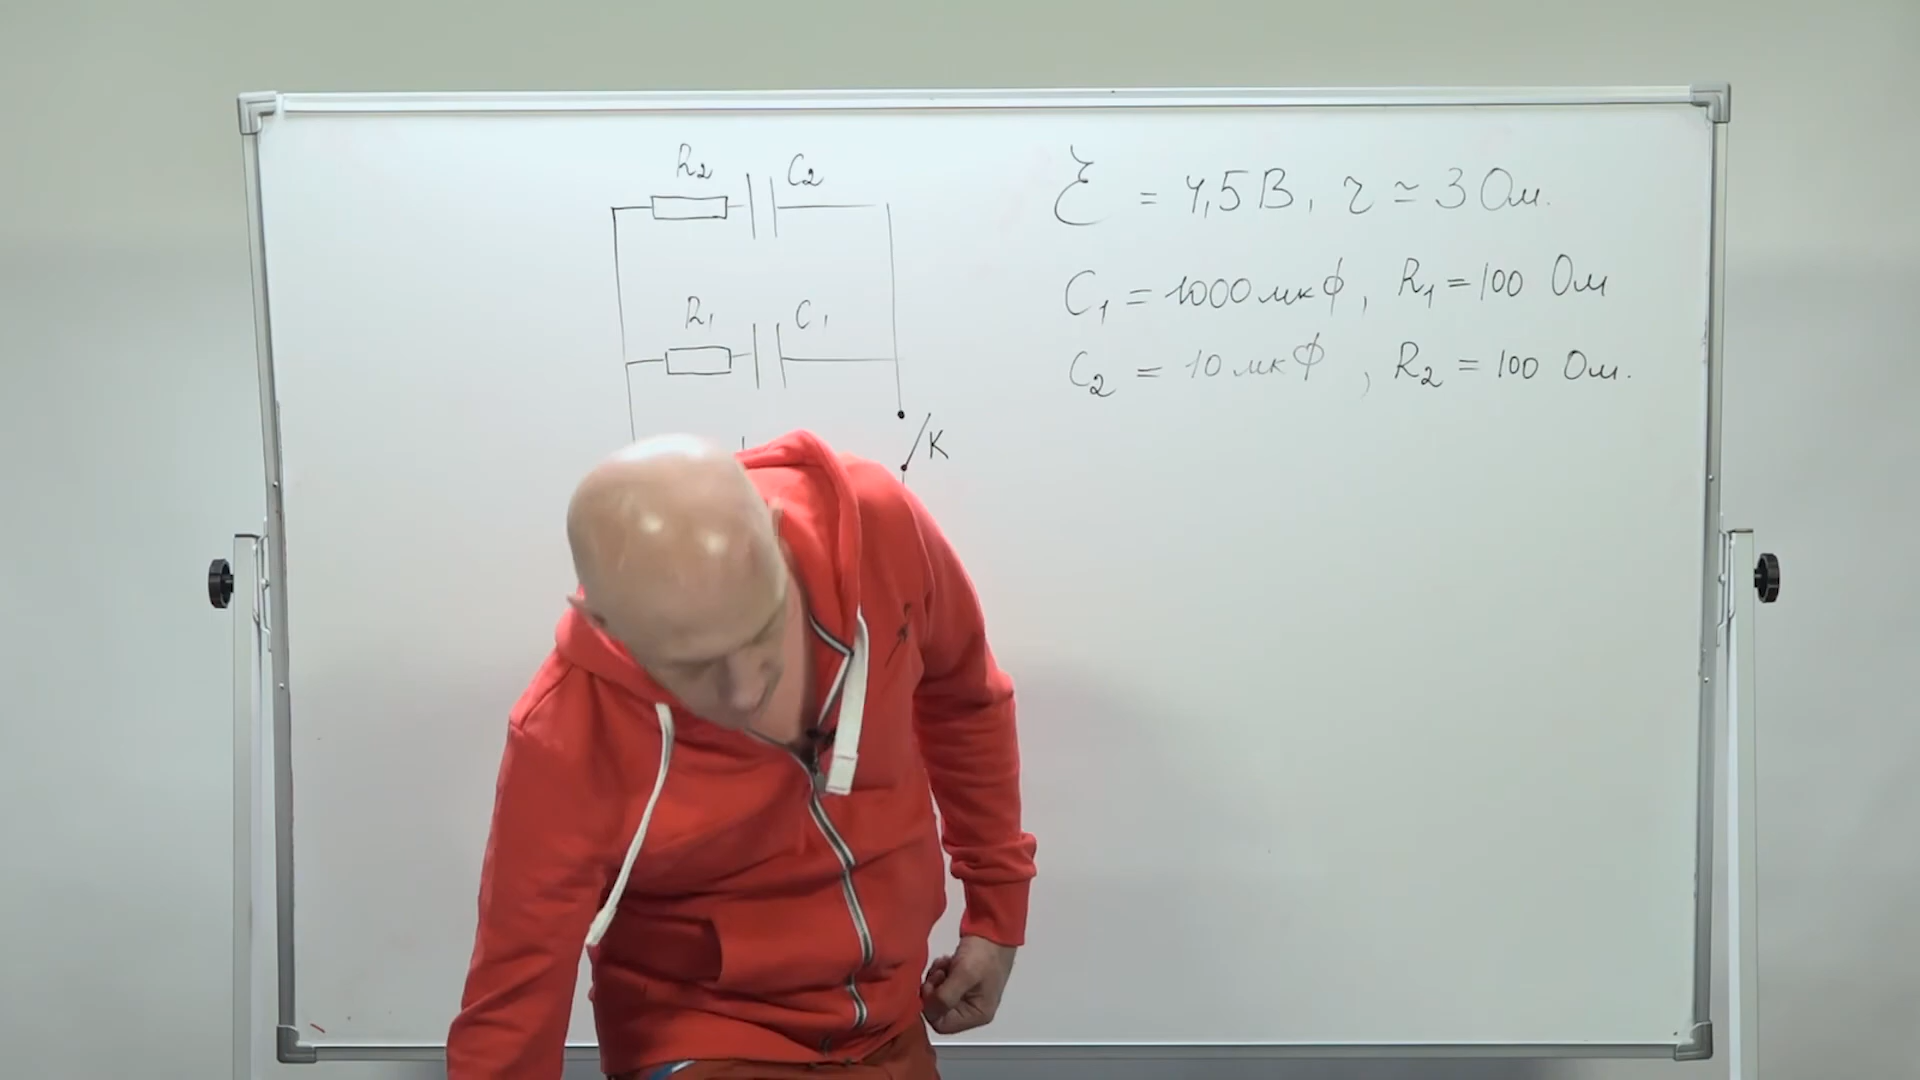 R₂ C₂
R₁ C₁
K
ℰ = 4,5 В, r ≃ 3 Ом.
C₁ = 1000 мкФ, R₁ = 100 Ом
C₂ = 10 мкФ, R₂ = 100 Ом.